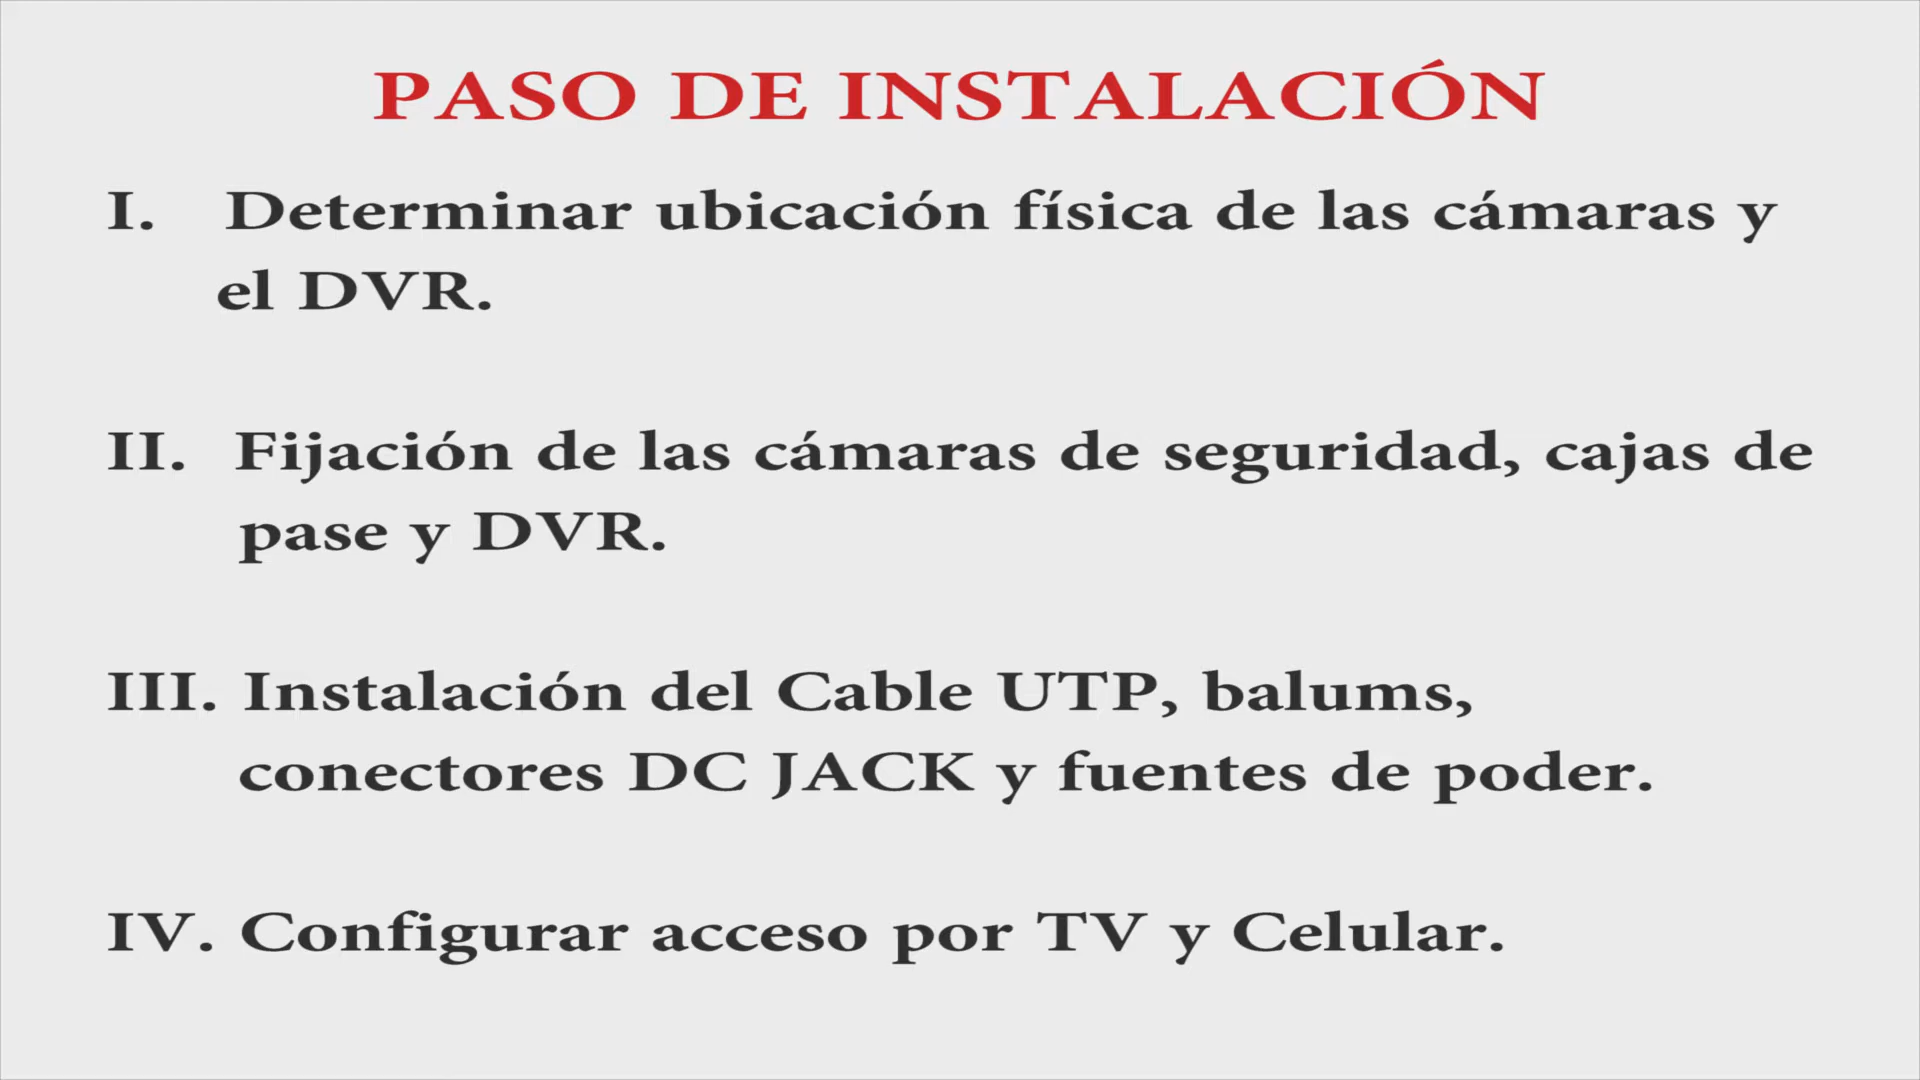 PASO DE INSTALACIÓN
I. Determinar ubicación física de las cámaras y
el DVR.
II. Fijación de las cámaras de seguridad, cajas de
pase y DVR.
III. Instalación del Cable UTP, balums,
conectores DC JACK y fuentes de poder.
IV. Configurar acceso por TV y Celular.